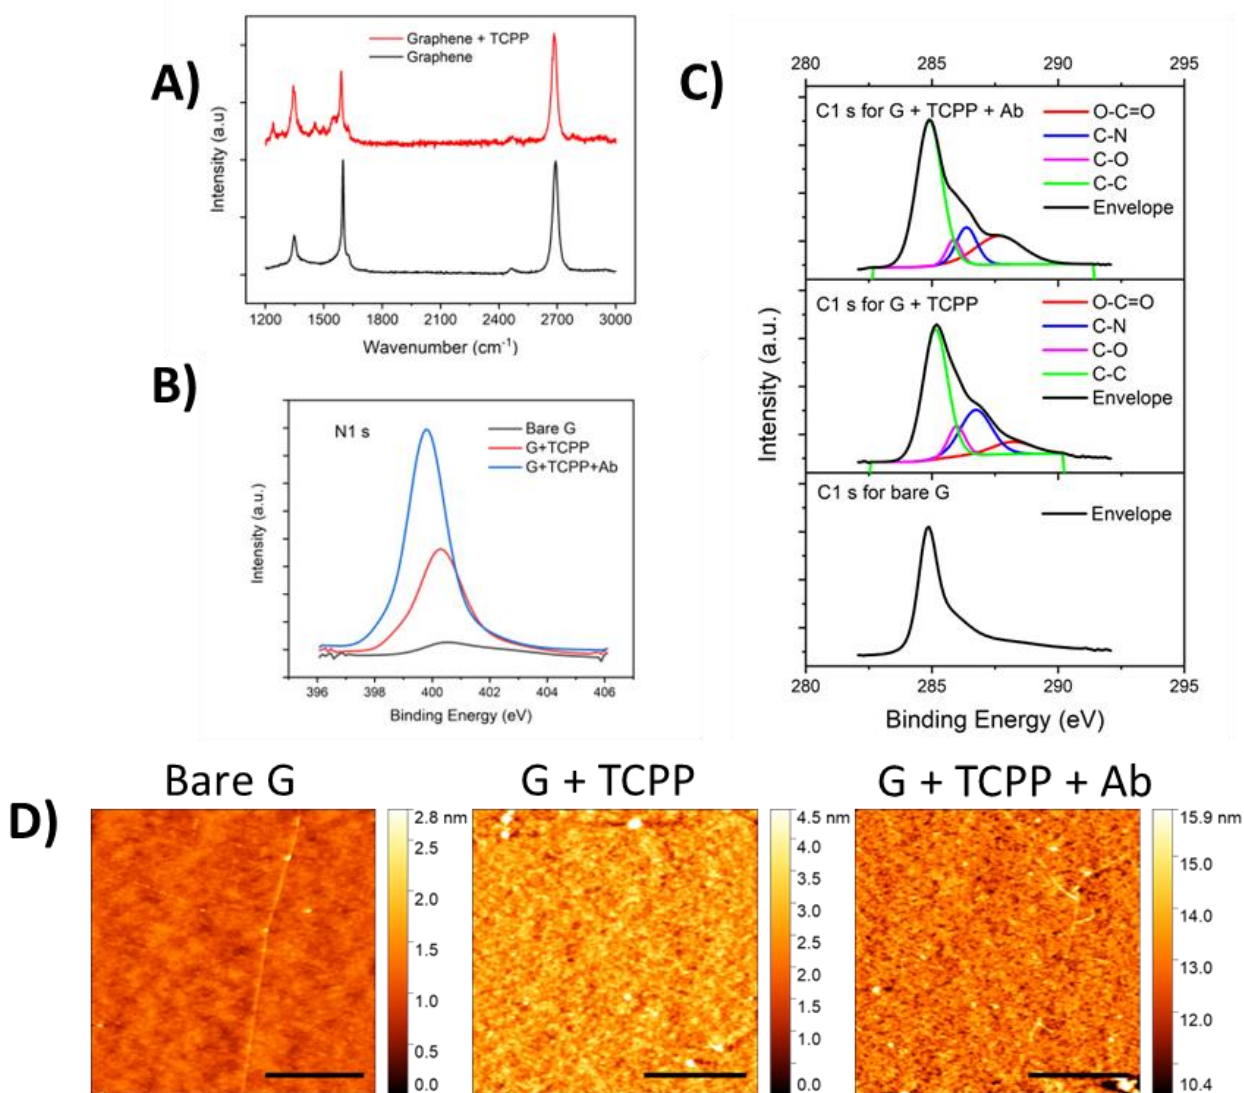 A)
Graphene + TCPP
Graphene
Intensity (a.u)
1200 1500 1800 2100 2400 2700 3000
Wavenumber (cm-1)
B)
N1 s
Bare G
G+TCPP
G+TCPP+Ab
Intensity (a.u.)
396 398 400 402 404 406
Binding Energy (eV)
C)
280 285 290 295
C1 s for G + TCPP + Ab
O-C=O
C-N
C-O
C-C
Envelope
C1 s for G + TCPP
O-C=O
C-N
C-O
C-C
Envelope
C1 s for bare G
Envelope
Intensity (a.u.)
280 285 290 295
Binding Energy (eV)
D)
Bare G
2.8 nm
2.5
2.0
1.5
1.0
0.5
0.0
G + TCPP
4.5 nm
4.0
3.5
3.0
2.5
2.0
1.5
1.0
0.0
G + TCPP + Ab
15.9 nm
15.0
14.0
13.0
12.0
10.4